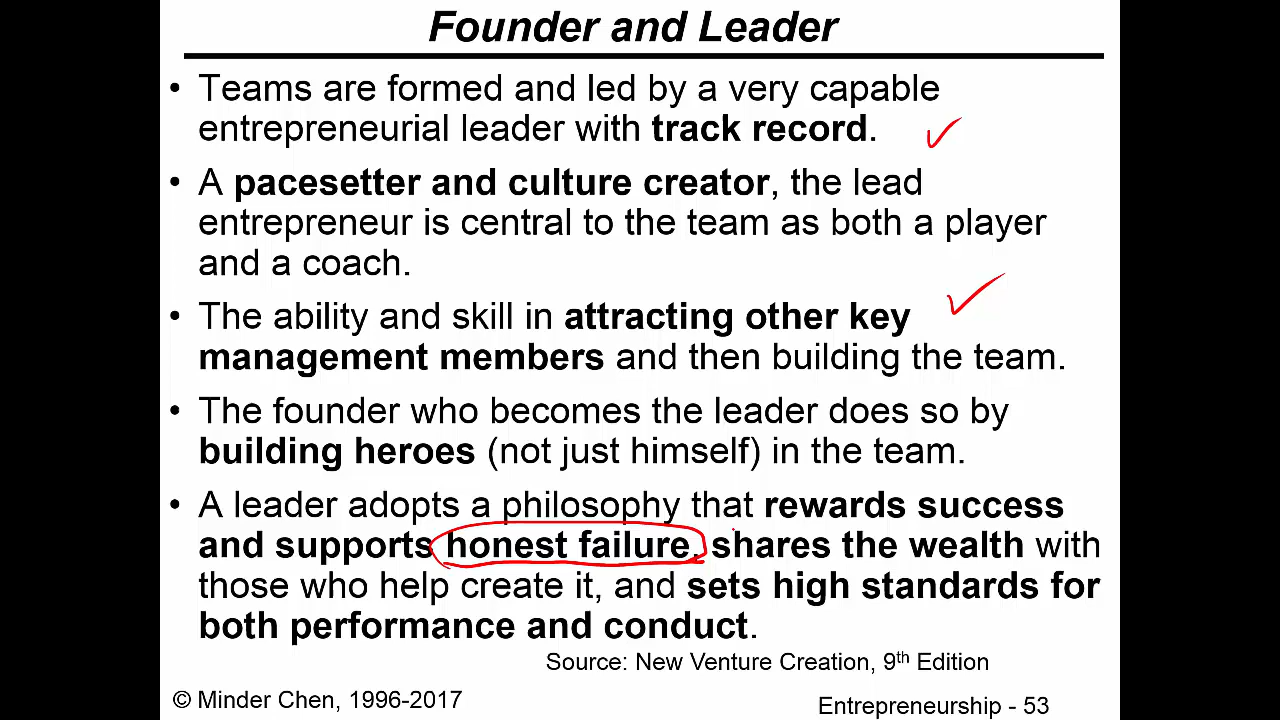 Founder and Leader
• Teams are formed and led by a very capable
entrepreneurial leader with track record.
• A pacesetter and culture creator, the lead
entrepreneur is central to the team as both a player
and a coach.
• The ability and skill in attracting other key
management members and then building the team.
• The founder who becomes the leader does so by
building heroes (not just himself) in the team.
• A leader adopts a philosophy that rewards success
and supports honest failure, shares the wealth with
those who help create it, and sets high standards for
both performance and conduct.
Source: New Venture Creation, 9th Edition
© Minder Chen, 1996-2017
Entrepreneurship - 53